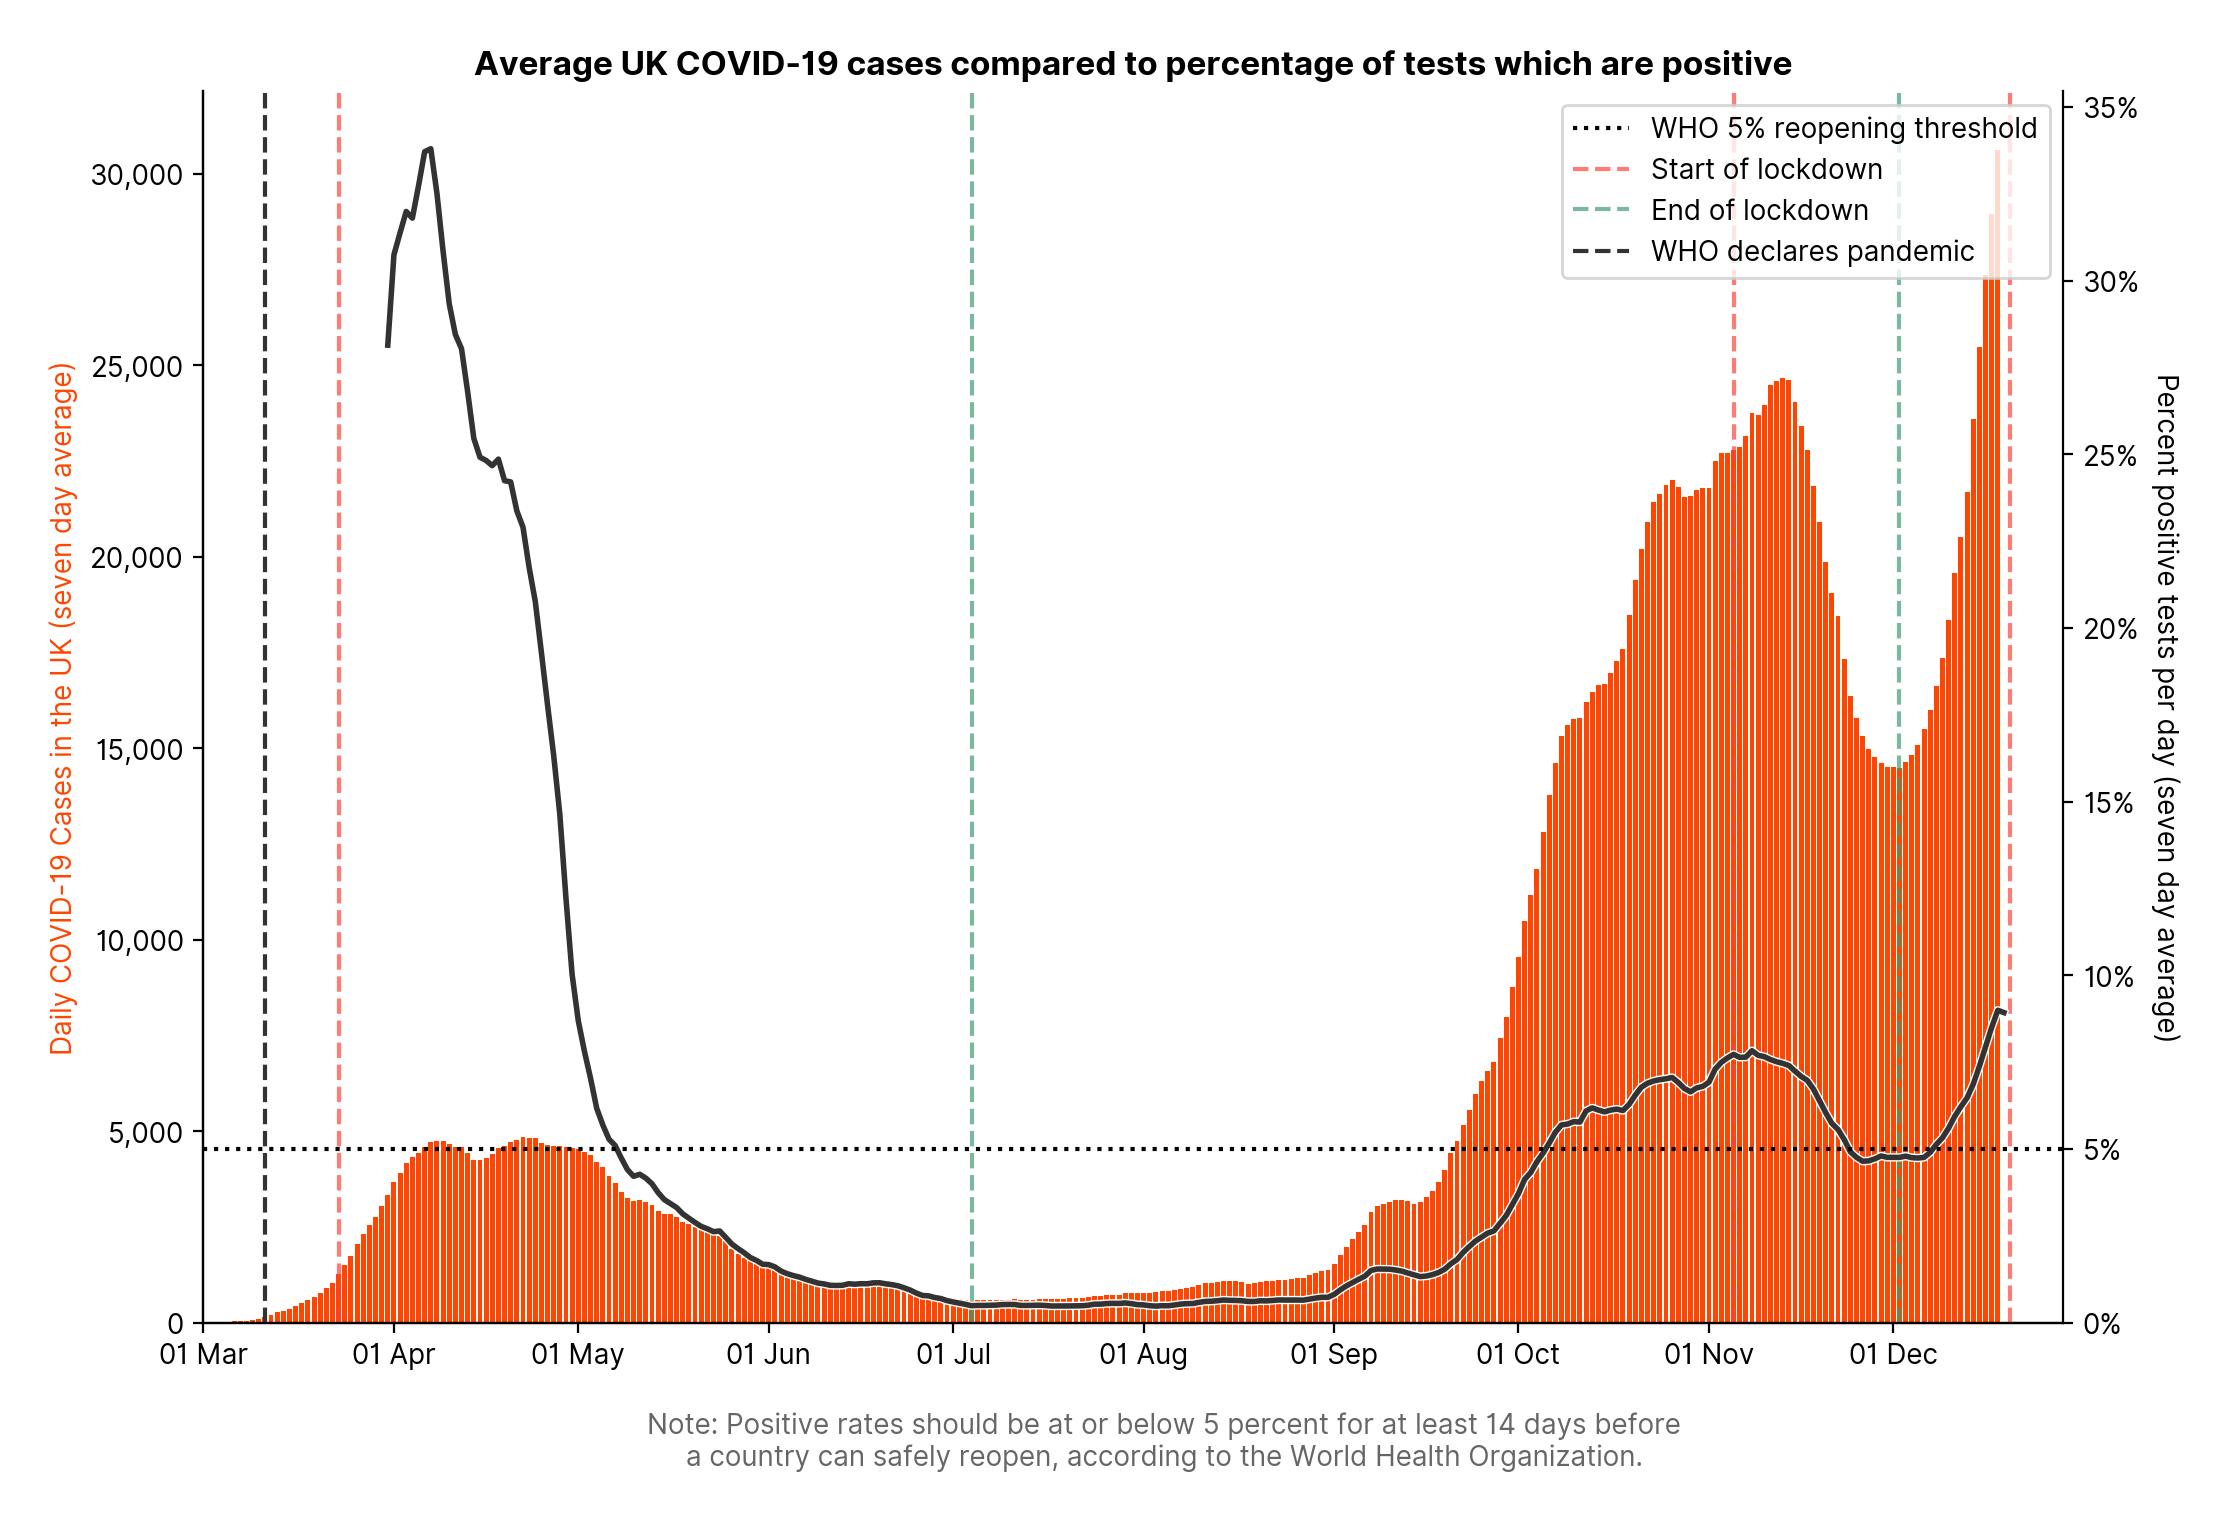 Average UK COVID-19 cases compared to percentage of tests which are positive
WHO 5% reopening threshold
Start of lockdown
End of lockdown
WHO declares pandemic
Daily COVID-19 Cases in the UK (seven day average)
30,000
25,000
20,000
15,000
10,000
5,000
0
35%
30%
25%
20%
15%
10%
5%
0%
Percent positive tests per day (seven day average)
01 Mar
01 Apr
01 May
01 Jun
01 Jul
01 Aug
01 Sep
01 Oct
01 Nov
01 Dec
Note: Positive rates should be at or below 5 percent for at least 14 days before
a country can safely reopen, according to the World Health Organization.